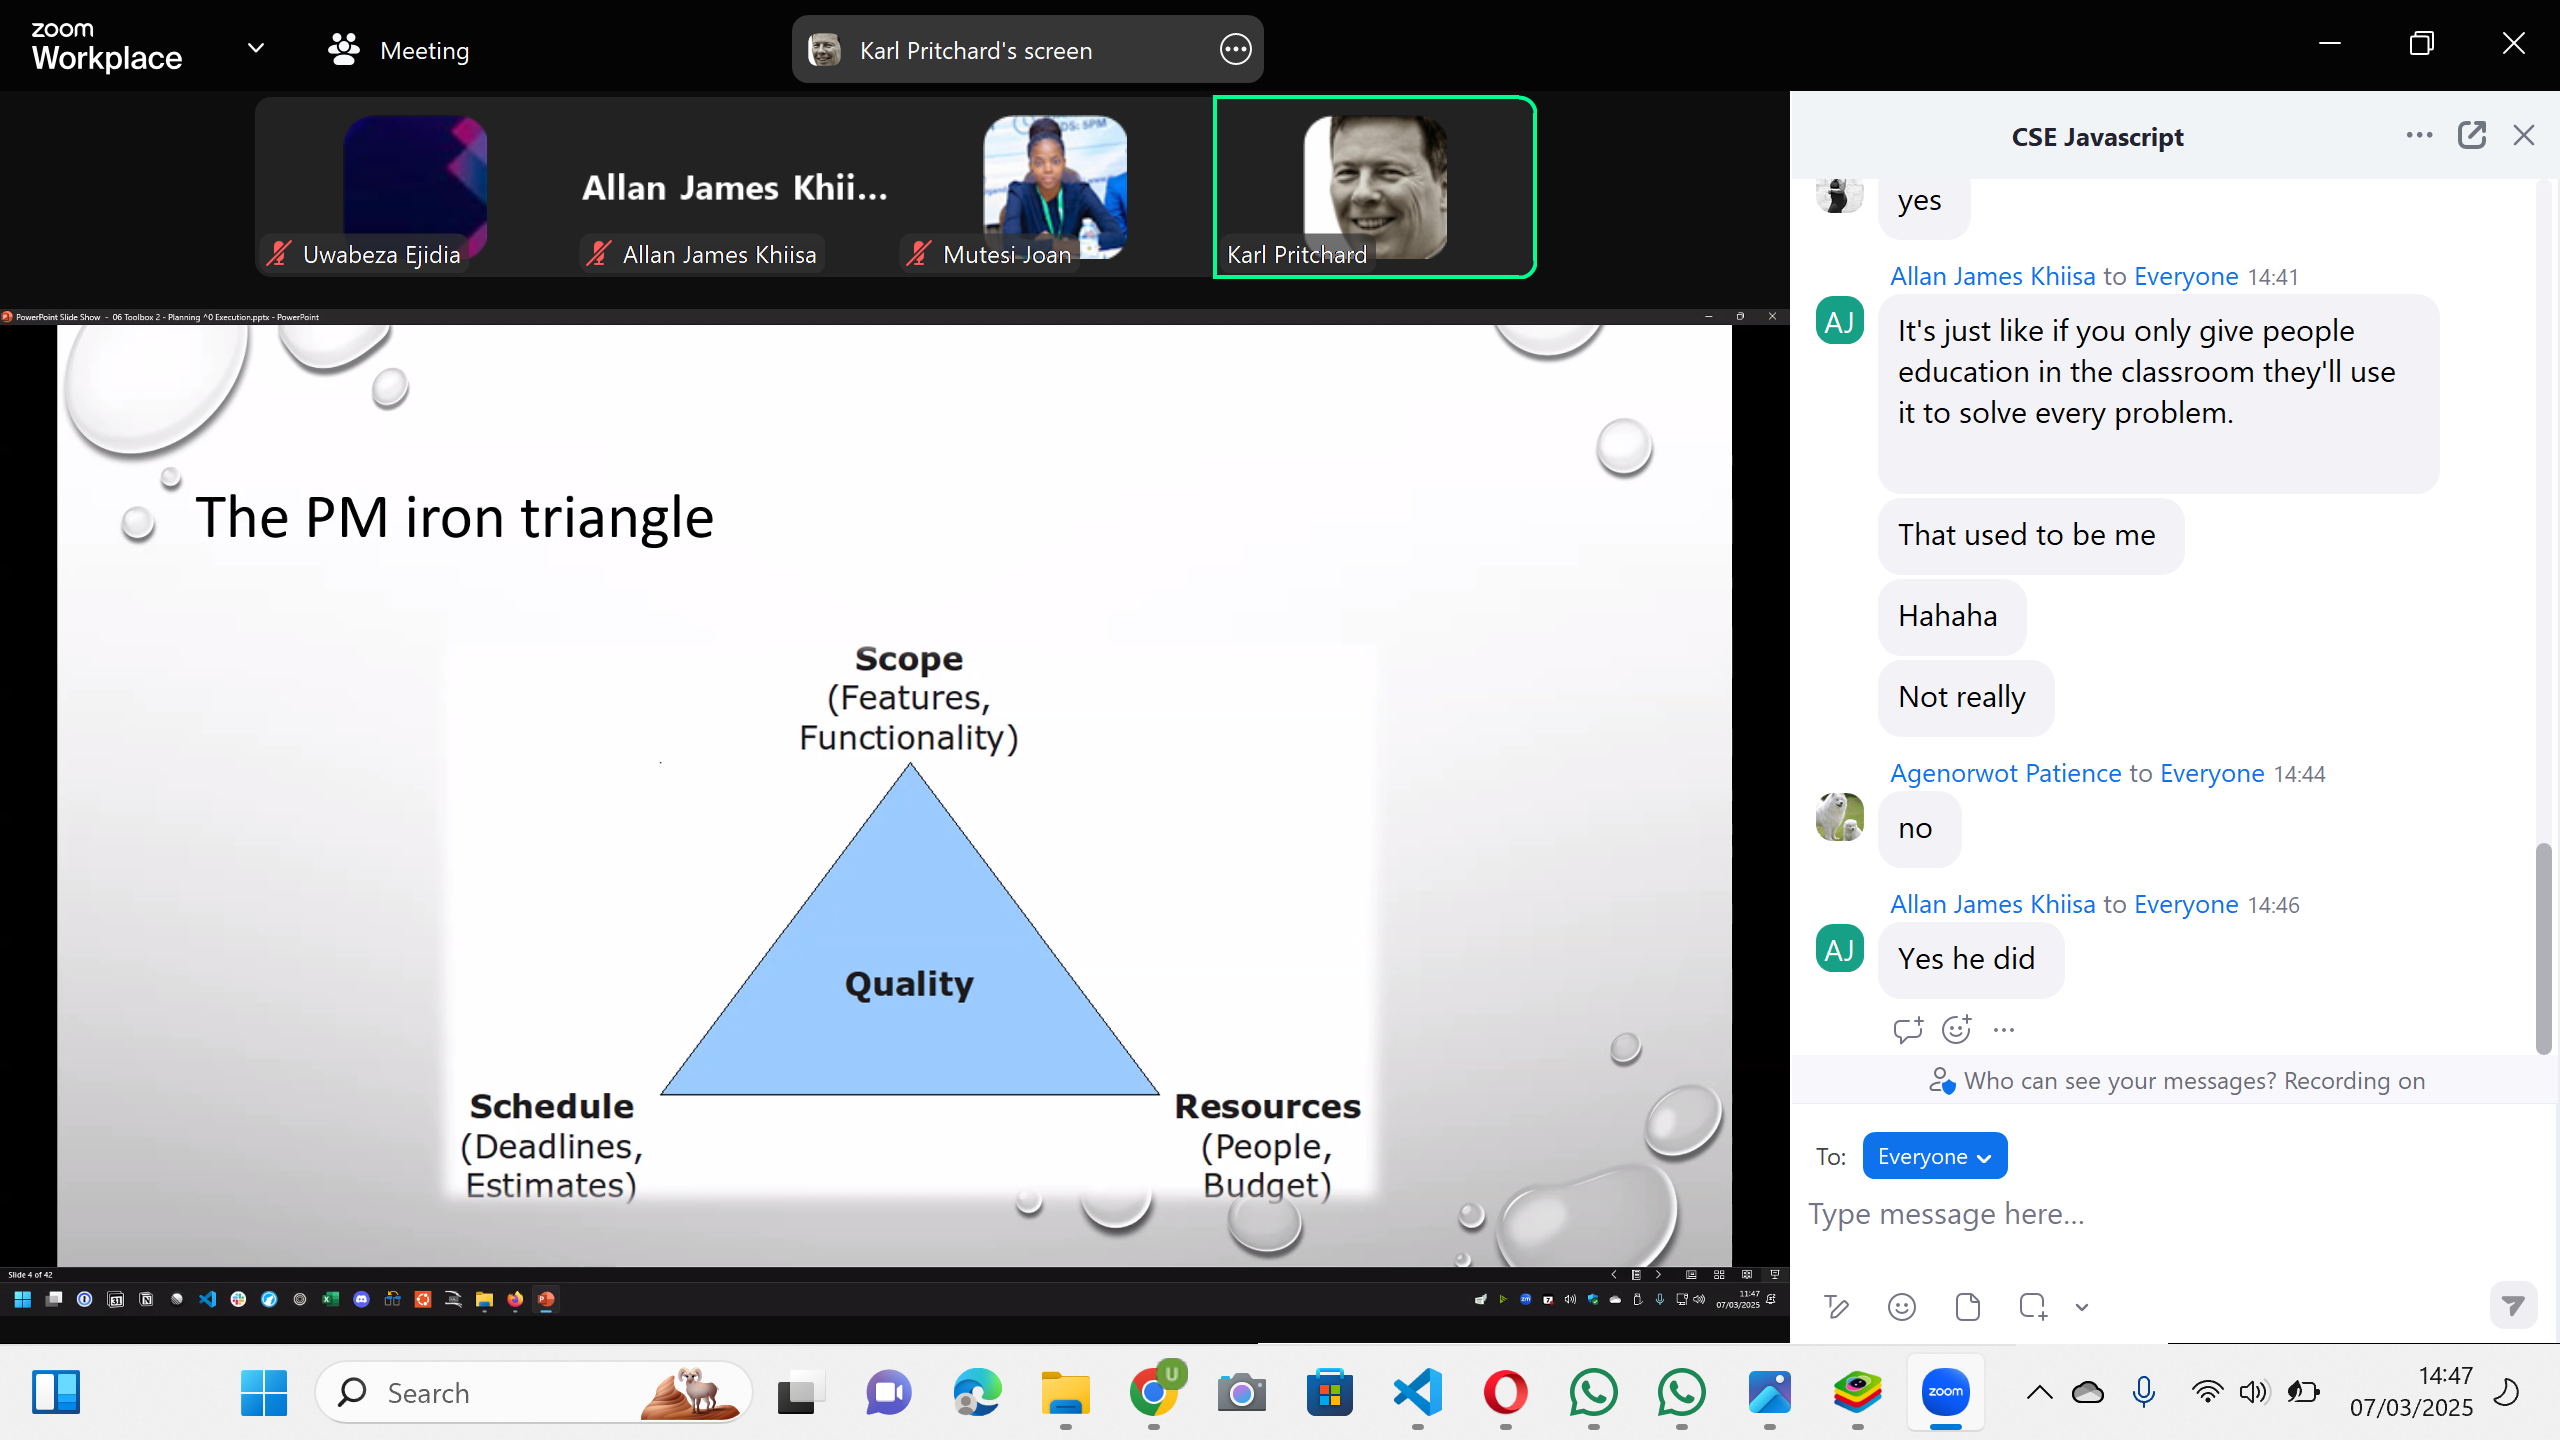 zoom
Workplace
Meeting
Karl Pritchard's screen
Allan James Khii...
Uwabeza Ejidia
Allan James Khiisa
Mutesi Joan
Karl Pritchard
PowerPoint Slide Show - 06 Toolbox 2 - Planning ^0 Execution.pptx - PowerPoint
The PM iron triangle
Scope
(Features,
Functionality)
Quality
Schedule
(Deadlines,
Estimates)
Resources
(People,
Budget)
Slide 4 of 42
11:47
07/03/2025
CSE Javascript
yes
Allan James Khiisa to Everyone 14:41
AJ
It's just like if you only give people
education in the classroom they'll use
it to solve every problem.
That used to be me
Hahaha
Not really
Agenorwot Patience to Everyone 14:44
no
Allan James Khiisa to Everyone 14:46
AJ
Yes he did
Who can see your messages? Recording on
To: Everyone
Type message here...
Search
U
zoom
14:47
07/03/2025